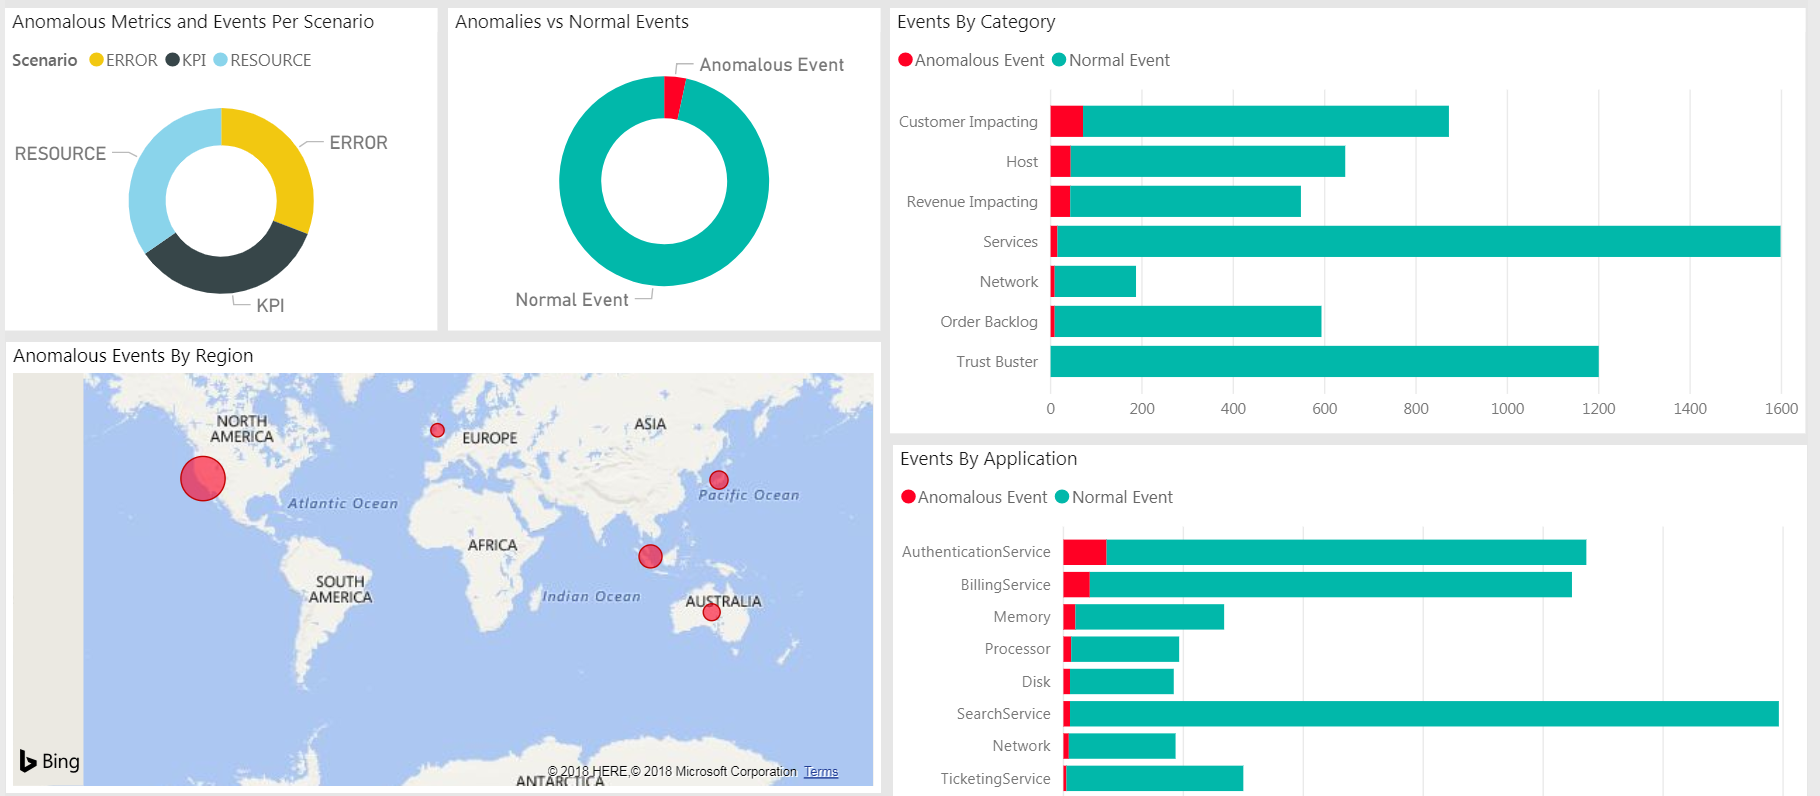 Anomalous Metrics and Events Per Scenario
Scenario ERROR KPI RESOURCE
ERROR
RESOURCE
KPI
Anomalies vs Normal Events
Anomalous Event
Normal Event
Anomalous Events By Region
NORTH
AMERICA
EUROPE
ASIA
Atlantic Ocean
Pacific Ocean
AFRICA
SOUTH
AMERICA
Indian Ocean
AUSTRALIA
ANTARCTICA
Bing
© 2018 HERE,© 2018 Microsoft Corporation Terms
Events By Category
Anomalous Event Normal Event
Customer Impacting
Host
Revenue Impacting
Services
Network
Order Backlog
Trust Buster
0 200 400 600 800 1000 1200 1400 1600
Events By Application
Anomalous Event Normal Event
AuthenticationService
BillingService
Memory
Processor
Disk
SearchService
Network
TicketingService